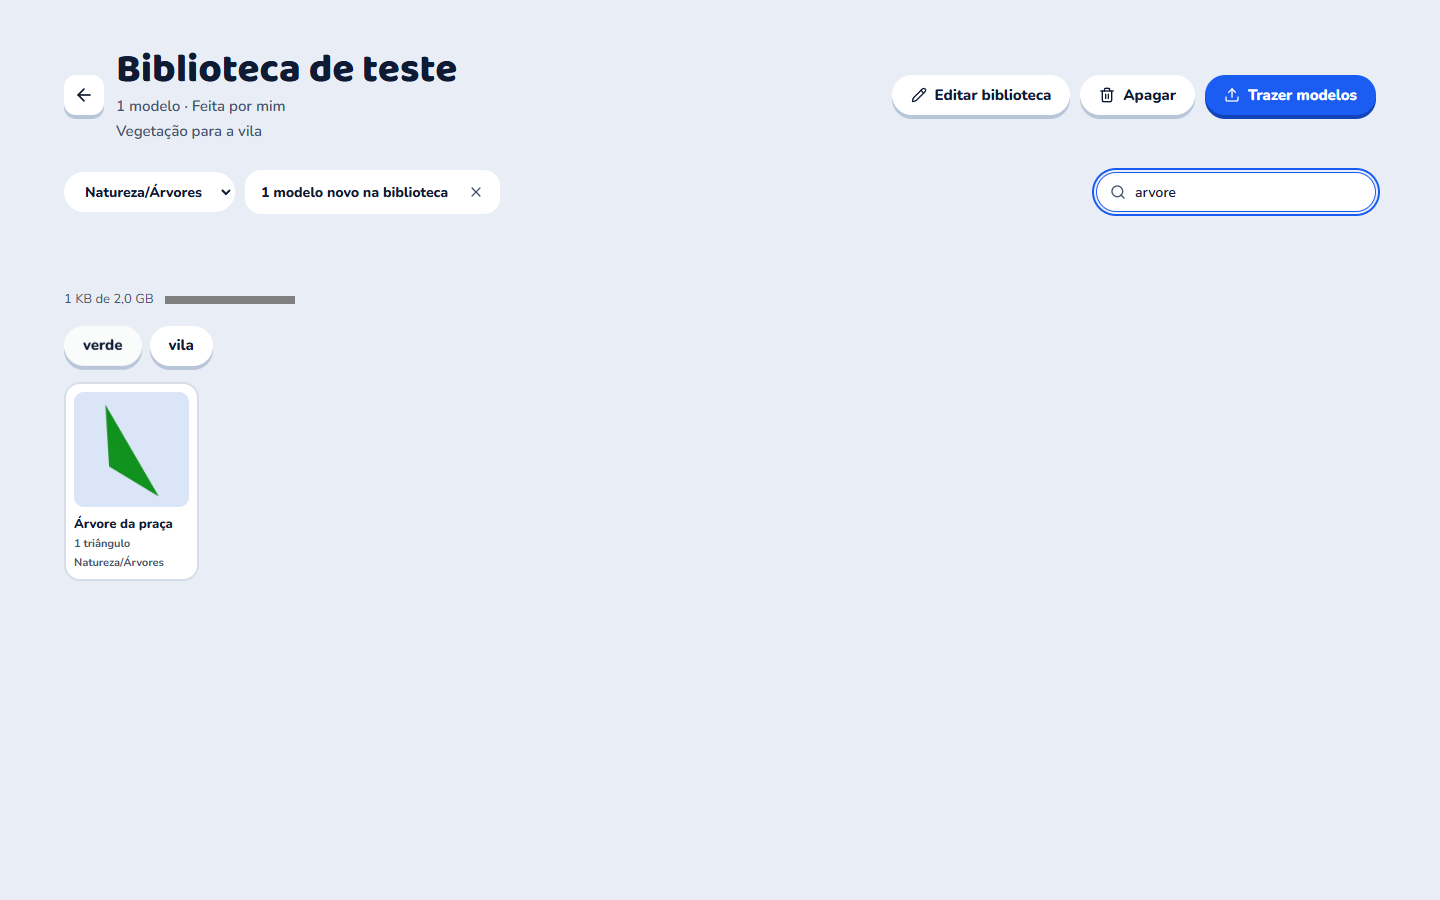 Biblioteca de teste
1 modelo · Feita por mim
Vegetação para a vila
Editar biblioteca
Apagar
Trazer modelos
Natureza/Árvores
1 modelo novo na biblioteca
arvore
1 KB de 2,0 GB
verde
vila
Árvore da praça
1 triângulo
Natureza/Árvores